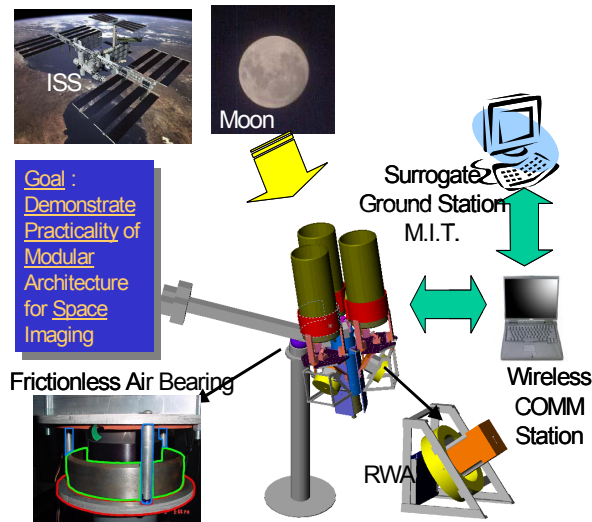 ISS
Moon
Goal :
Demonstrate
Practicality of
Modular
Architecture
for Space
Imaging
Surrogate
Ground Station
M.I.T.
Frictionless Air Bearing
Wireless
COMM
Station
RWA